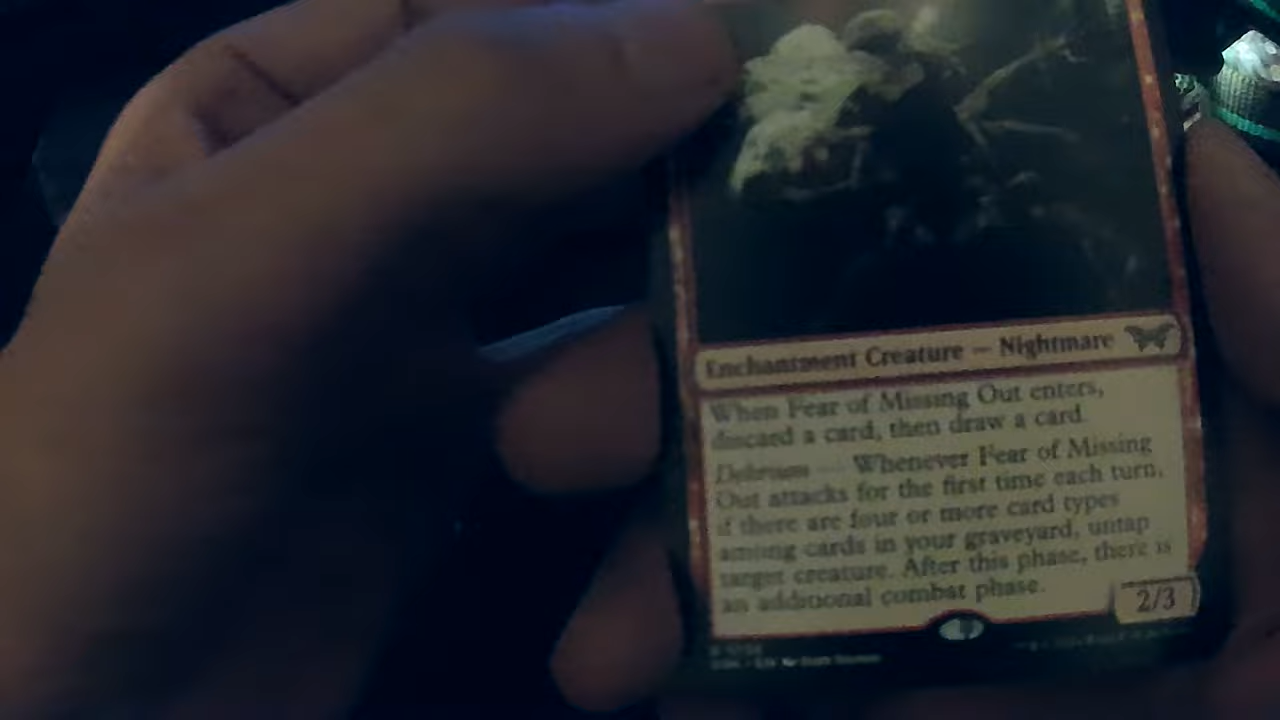 Enchantment Creature — Nightmare
When Fear of Missing Out enters,
discard a card, then draw a card.
Delirium — Whenever Fear of Missing
Out attacks for the first time each turn,
if there are four or more card types
among cards in your graveyard, untap
target creature. After this phase, there is
an additional combat phase.
2/3